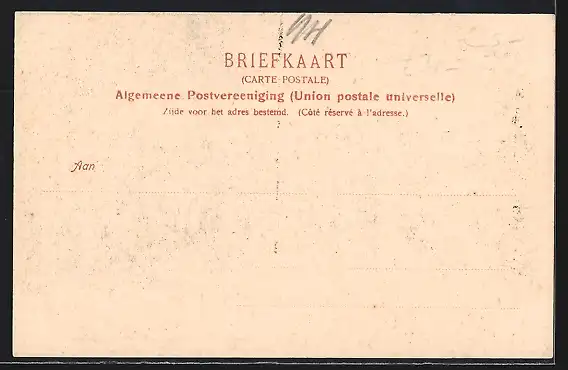 BRIEFKAART
(CARTE POSTALE)
Algemeene Postvereeniging (Union postale universelle)
Zijde voor het adres bestemd. (Côté réservé à l'adresse.)
Aan